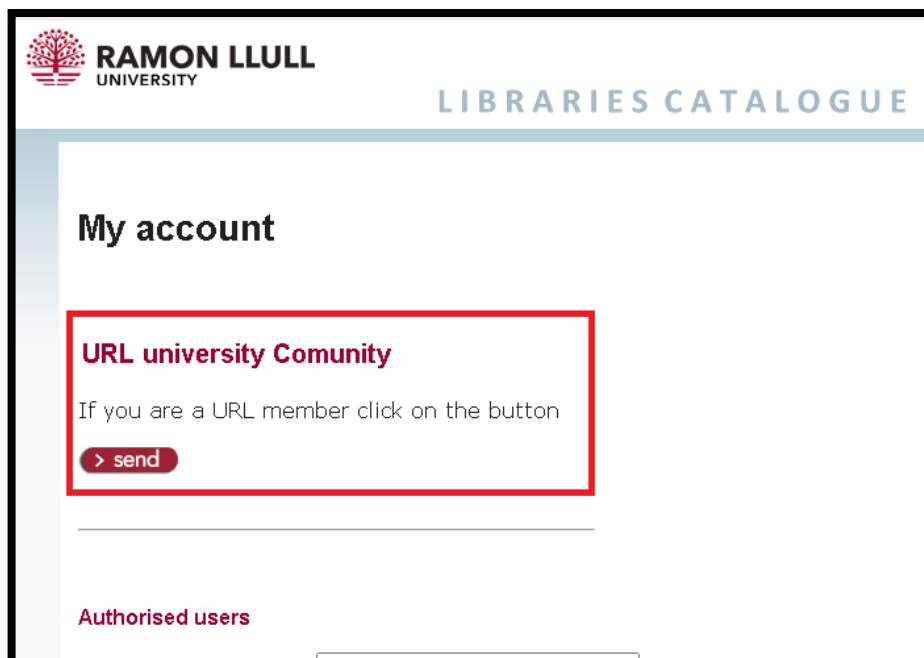 RAMON LLULL
UNIVERSITY
LIBRARIES CATALOGUE
My account
URL university Comunity
If you are a URL member click on the button
> send
Authorised users